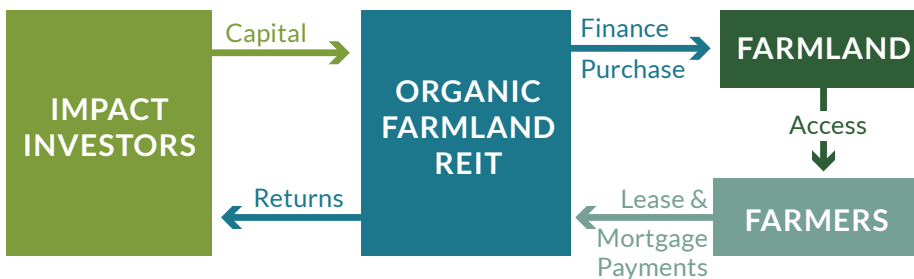 IMPACT
INVESTORS
Capital
Returns
ORGANIC
FARMLAND
REIT
Finance
Purchase
FARMLAND
Access
FARMERS
Lease &
Mortgage
Payments